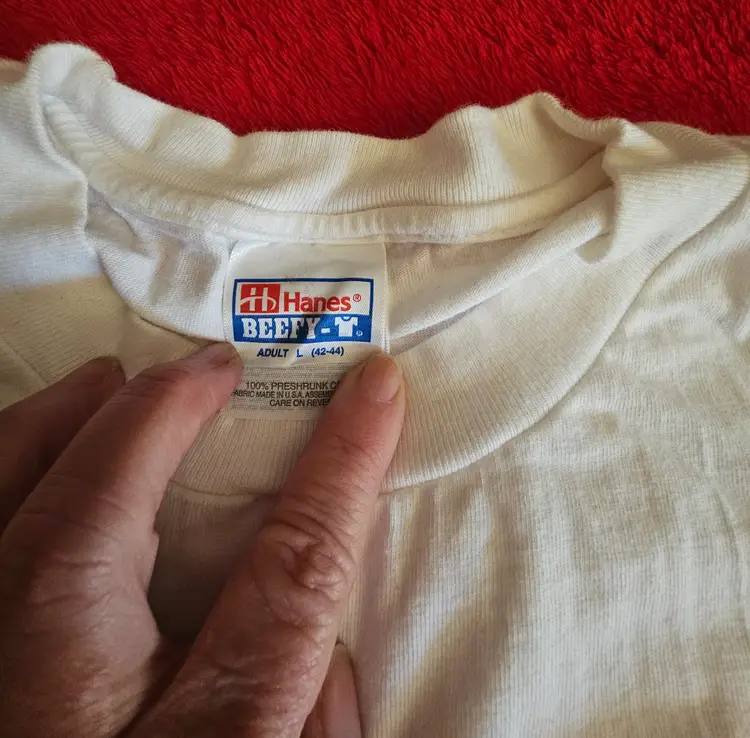 Hanes®
BEEFY-T®
ADULT L (42-44)
100% PRESHRUNK
FABRIC MADE IN U.S.A.
CARE ON